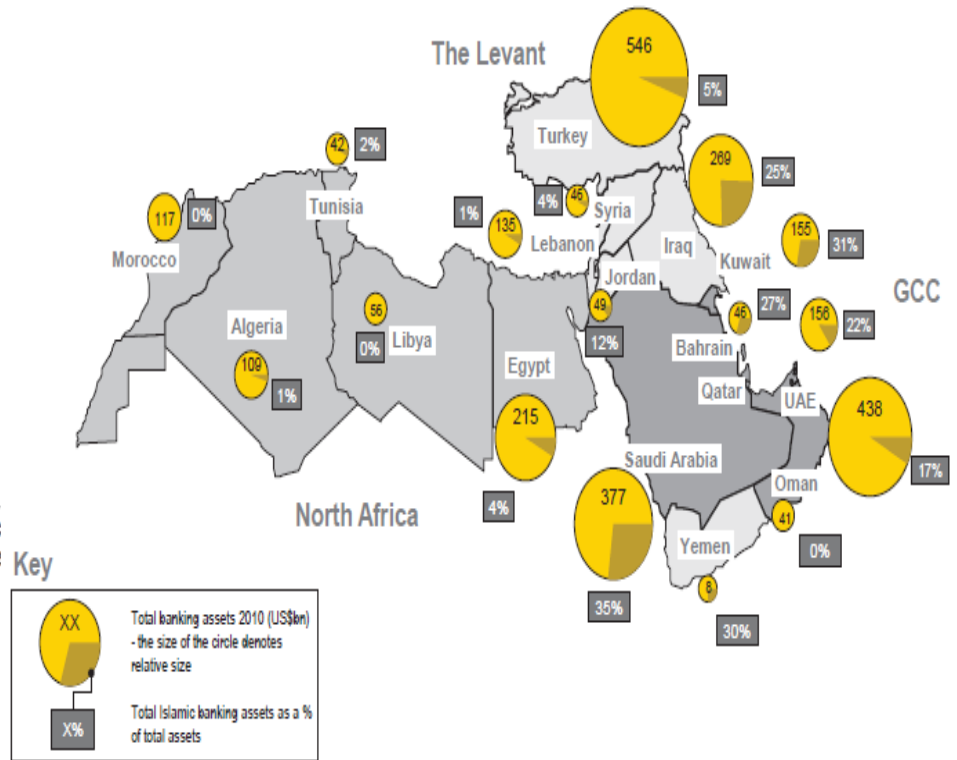 The Levant
546
5%
Turkey
42
2%
269
25%
Tunisia
117
0%
1%
4%
46
Syria
135
Lebanon
Iraq
155
31%
Kuwait
Morocco
Jordan
GCC
49
46
27%
156
22%
56
Algeria
Libya
0%
12%
Bahrain
Egypt
109
1%
Qatar
UAE
438
215
17%
Saudi Arabia
377
Oman
4%
North Africa
41
Yemen
0%
8
35%
30%
Key
XX
Total banking assets 2010 (US$bn)
- the size of the circle denotes
relative size
X%
Total Islamic banking assets as a %
of total assets